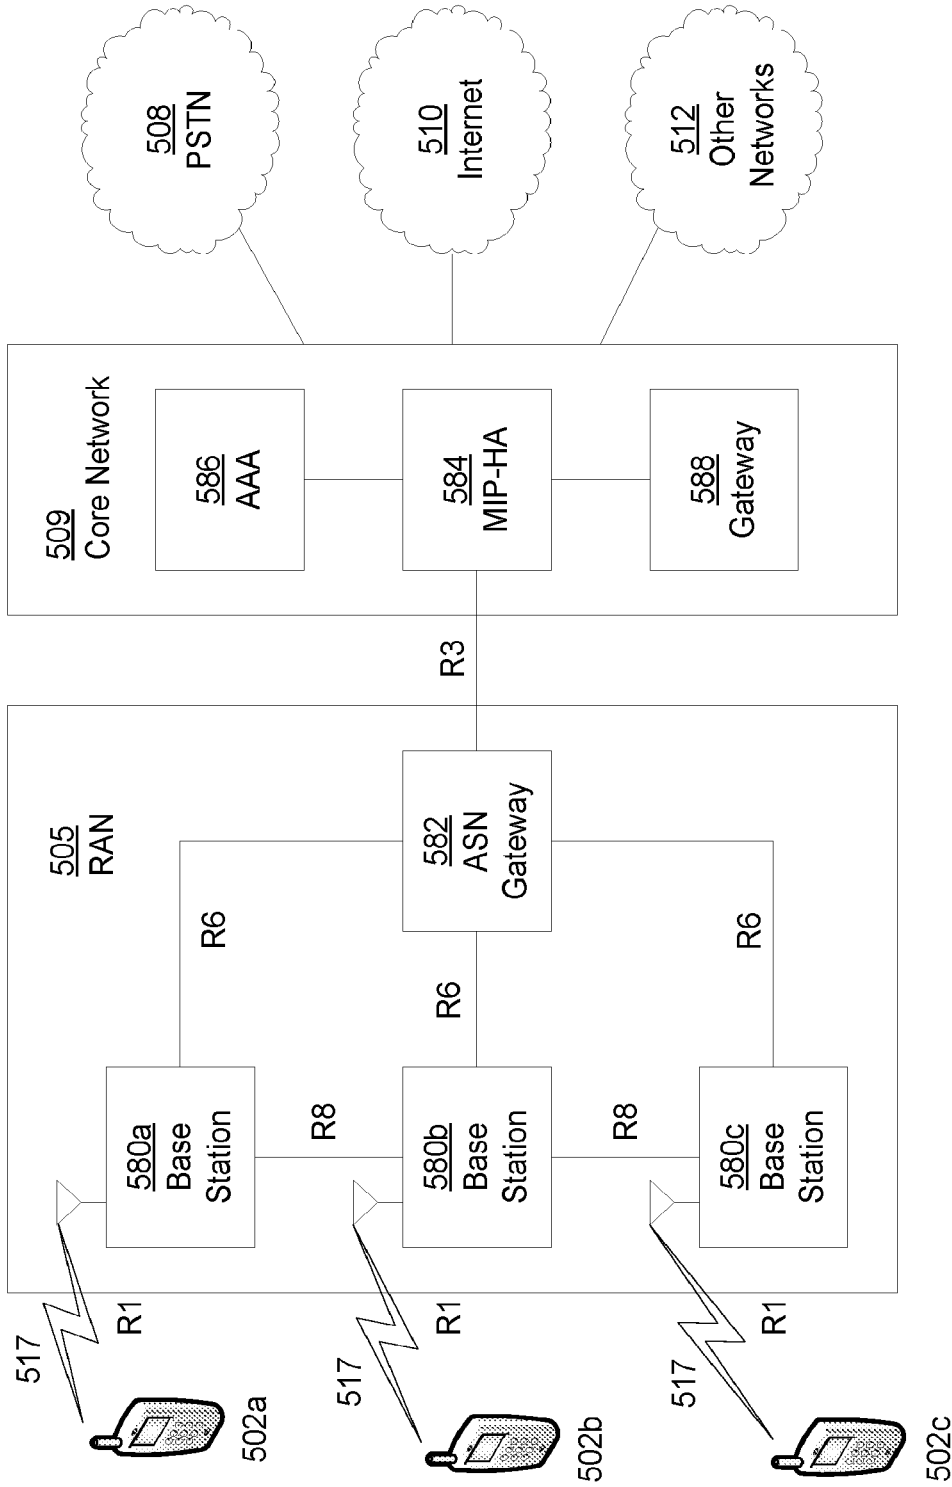 508
PSTN
510
Internet
512
Other
Networks
509
Core Network
586
AAA
584
MIP-HA
588
Gateway
R3
505
RAN
582
ASN
Gateway
R6
R6
R6
580a
Base
Station
R8
580b
Base
Station
R8
580c
Base
Station
517
R1
517
R1
517
R1
502a
502b
502c